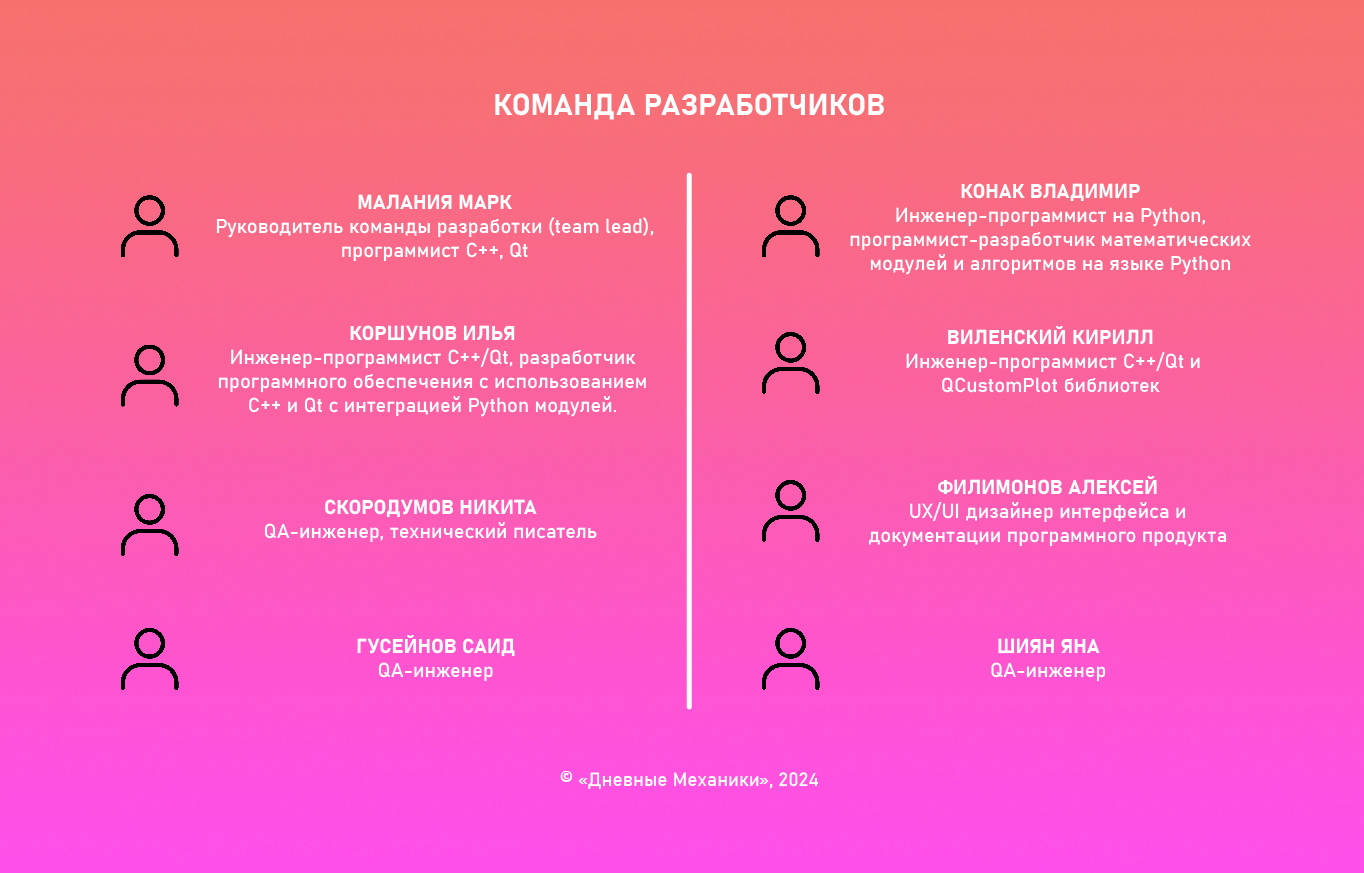 КОМАНДА РАЗРАБОТЧИКОВ
МАЛАНИЯ МАРК
Руководитель команды разработки (team lead),
программист C++, Qt
КОРШУНОВ ИЛЬЯ
Инженер-программист C++/Qt, разработчик
программного обеспечения с использованием
C++ и Qt с интеграцией Python модулей.
СКОРОДУМОВ НИКИТА
QA-инженер, технический писатель
ГУСЕЙНОВ САИД
QA-инженер
КОНАК ВЛАДИМИР
Инженер-программист на Python,
программист-разработчик математических
модулей и алгоритмов на языке Python
ВИЛЕНСКИЙ КИРИЛЛ
Инженер-программист C++/Qt и
QCustomPlot библиотек
ФИЛИМОНОВ АЛЕКСЕЙ
UX/UI дизайнер интерфейса и
документации программного продукта
ШИЯН ЯНА
QA-инженер
© «Дневные Механики», 2024